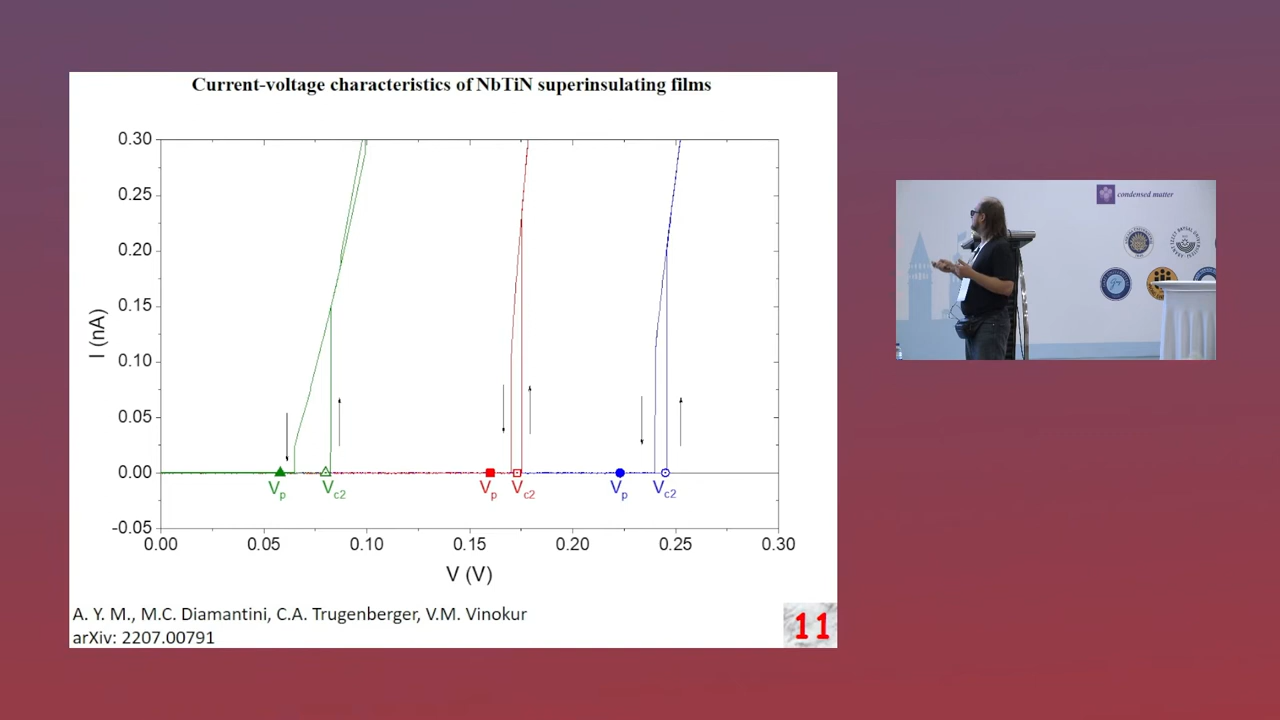 Current-voltage characteristics of NbTiN superinsulating films
0.30
0.25
0.20
0.15
0.10
0.05
0.00
-0.05
I (nA)
Vp
Vc2
Vp
Vc2
Vp
Vc2
0.00 0.05 0.10 0.15 0.20 0.25 0.30
V (V)
A. Y. M., M.C. Diamantini, C.A. Trugenberger, V.M. Vinokur
arXiv: 2207.00791
11
condensed matter